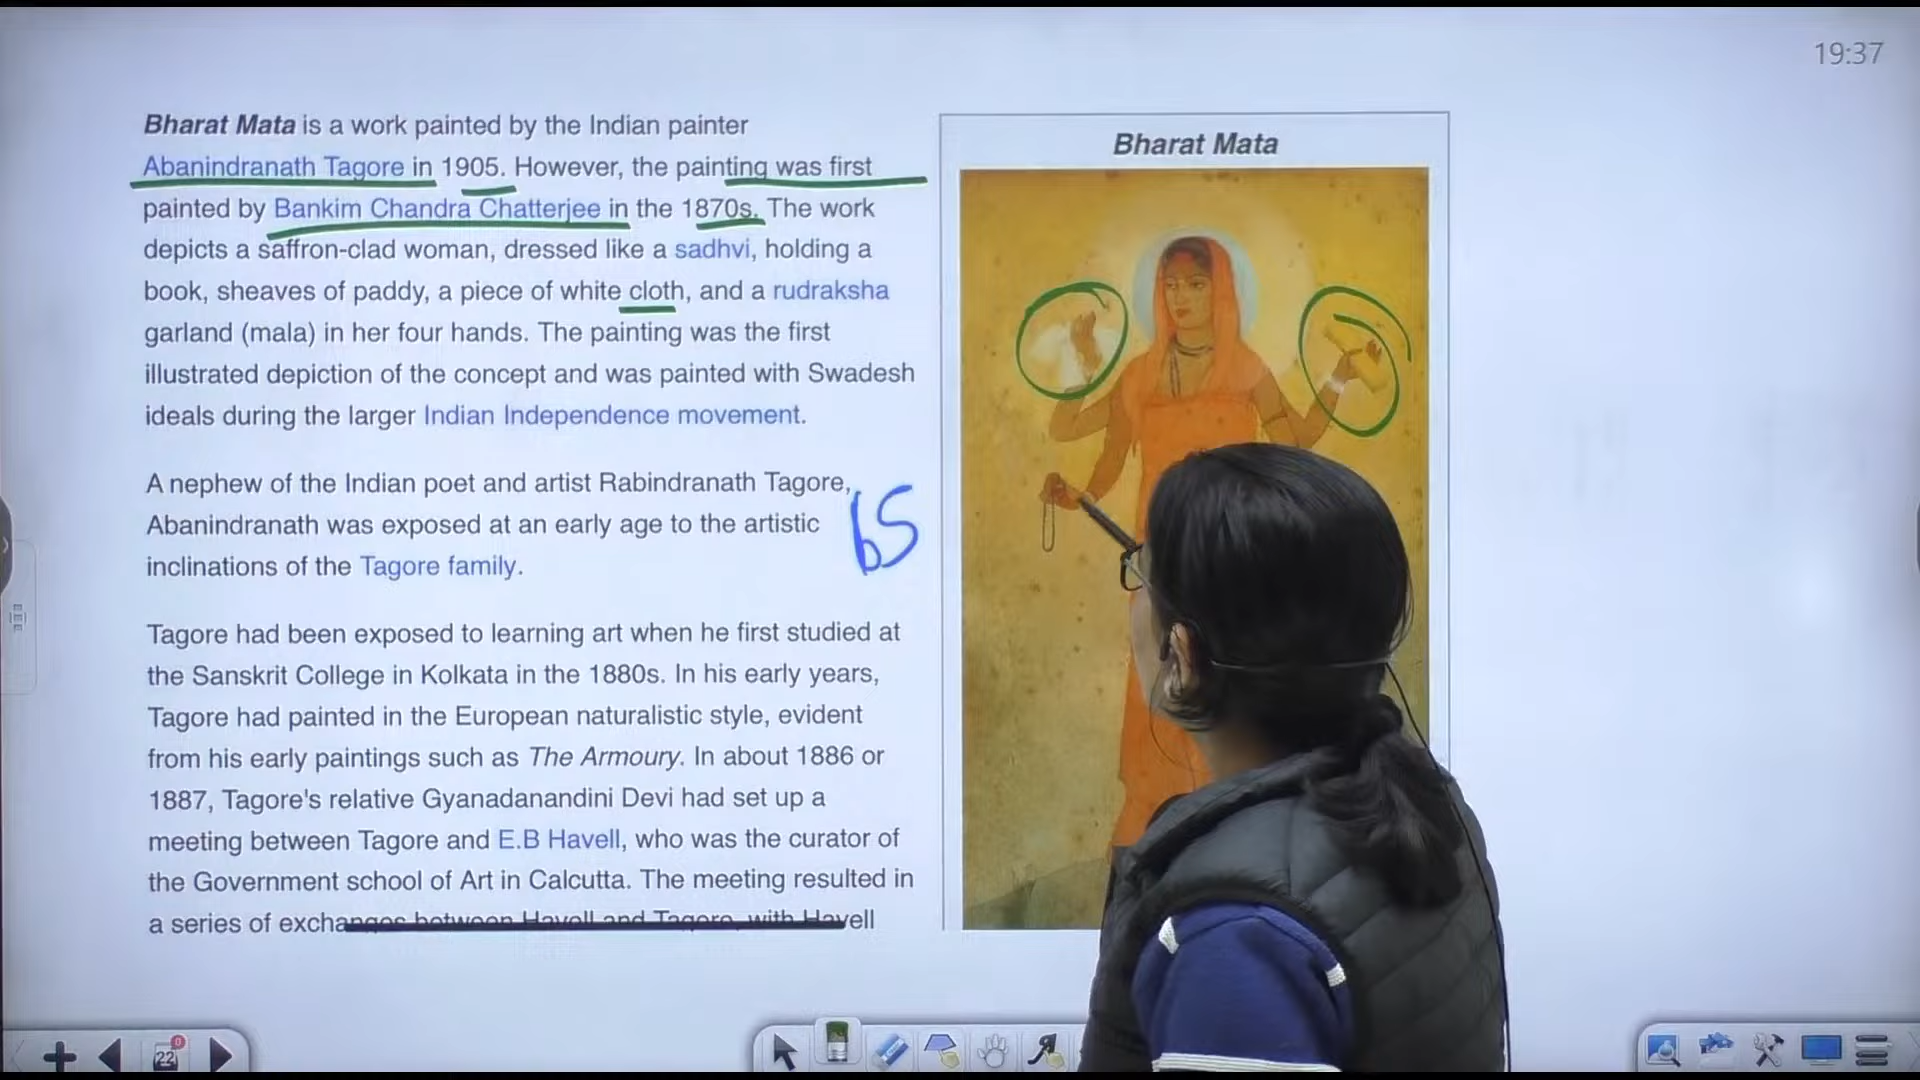 19:37
Bharat Mata is a work painted by the Indian painter
Abanindranath Tagore in 1905. However, the painting was first
painted by Bankim Chandra Chatterjee in the 1870s. The work
depicts a saffron-clad woman, dressed like a sadhvi, holding a
book, sheaves of paddy, a piece of white cloth, and a rudraksha
garland (mala) in her four hands. The painting was the first
illustrated depiction of the concept and was painted with Swadesh
ideals during the larger Indian Independence movement.
A nephew of the Indian poet and artist Rabindranath Tagore,
Abanindranath was exposed at an early age to the artistic
inclinations of the Tagore family.
65
Tagore had been exposed to learning art when he first studied at
the Sanskrit College in Kolkata in the 1880s. In his early years,
Tagore had painted in the European naturalistic style, evident
from his early paintings such as The Armoury. In about 1886 or
1887, Tagore's relative Gyanadanandini Devi had set up a
meeting between Tagore and E.B Havell, who was the curator of
the Government school of Art in Calcutta. The meeting resulted in
a series of exchanges between Havell and Tagore, with Havell
Bharat Mata
22
0